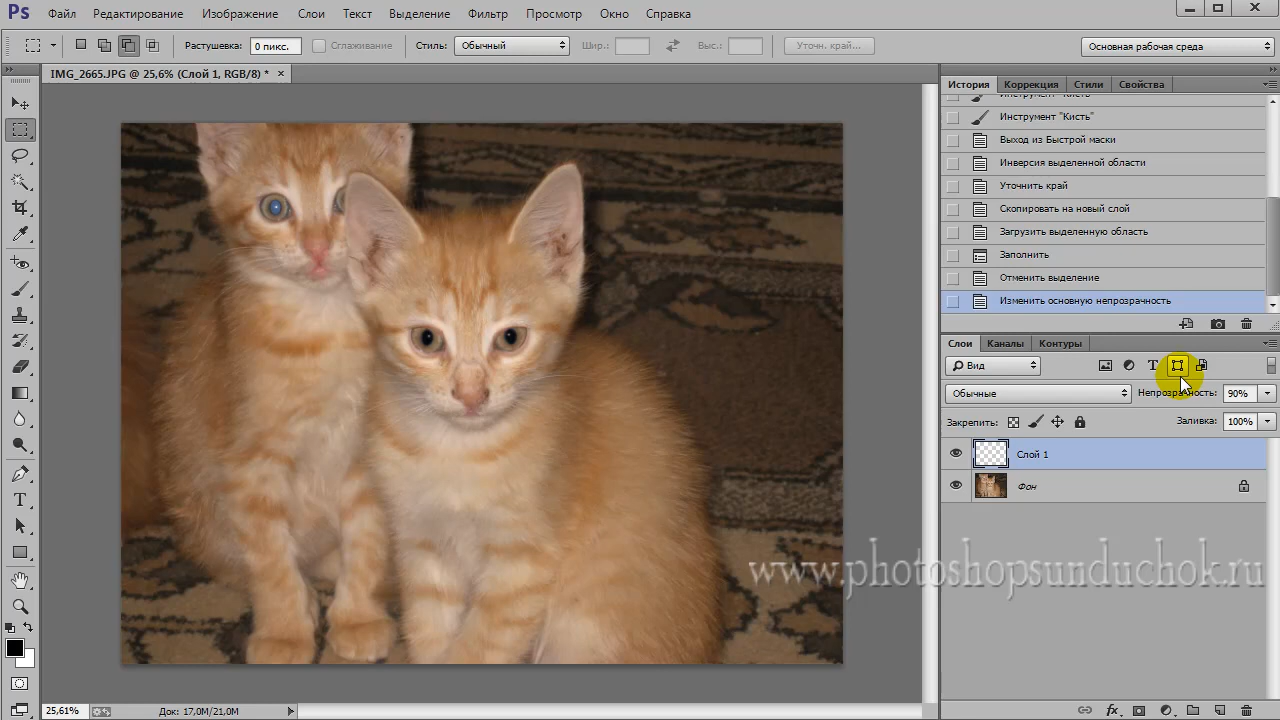 Ps Файл Редактирование Изображение Слои Текст Выделение Фильтр Просмотр Окно Справка
Растушевка: 0 пикс. Сглаживание Стиль: Обычный Шир.: Выс.: Уточн. край... Основная рабочая среда
IMG_2665.JPG @ 25,6% (Слой 1, RGB/8) * ×
История Коррекция Стили Свойства
Инструмент "Кисть"
Инструмент "Кисть"
Выход из Быстрой маски
Инверсия выделенной области
Уточнить край
Скопировать на новый слой
Загрузить выделенную область
Заполнить
Отменить выделение
Изменить основную непрозрачность
Слои Каналы Контуры
Вид
Обычные Непрозрачность: 90%
Закрепить: Заливка: 100%
Слой 1
Фон
www.photoshopsunduchok.ru
25,61% Док: 17,0M/21,0M